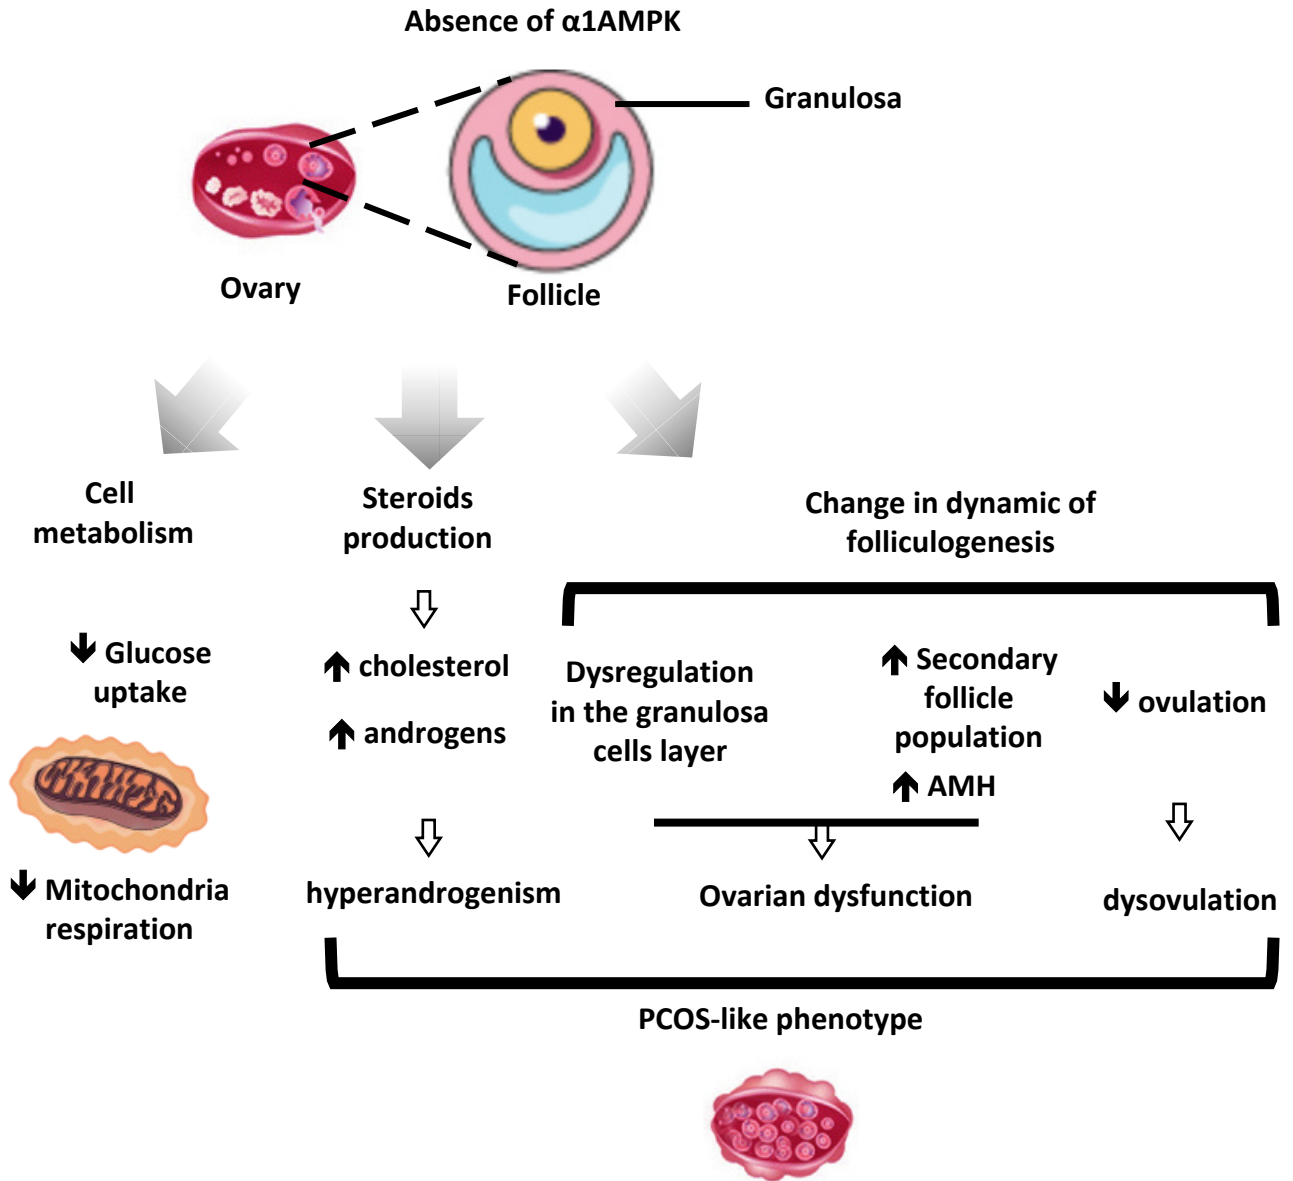 Absence of α1AMPK
Granulosa
Ovary
Follicle
Cell
metabolism
Steroids
production
Change in dynamic of
folliculogenesis
Glucose
uptake
Mitochondria
respiration
cholesterol
androgens
hyperandrogenism
Dysregulation
in the granulosa
cells layer
Secondary
follicle
population
AMH
Ovarian dysfunction
ovulation
dysovulation
PCOS-like phenotype